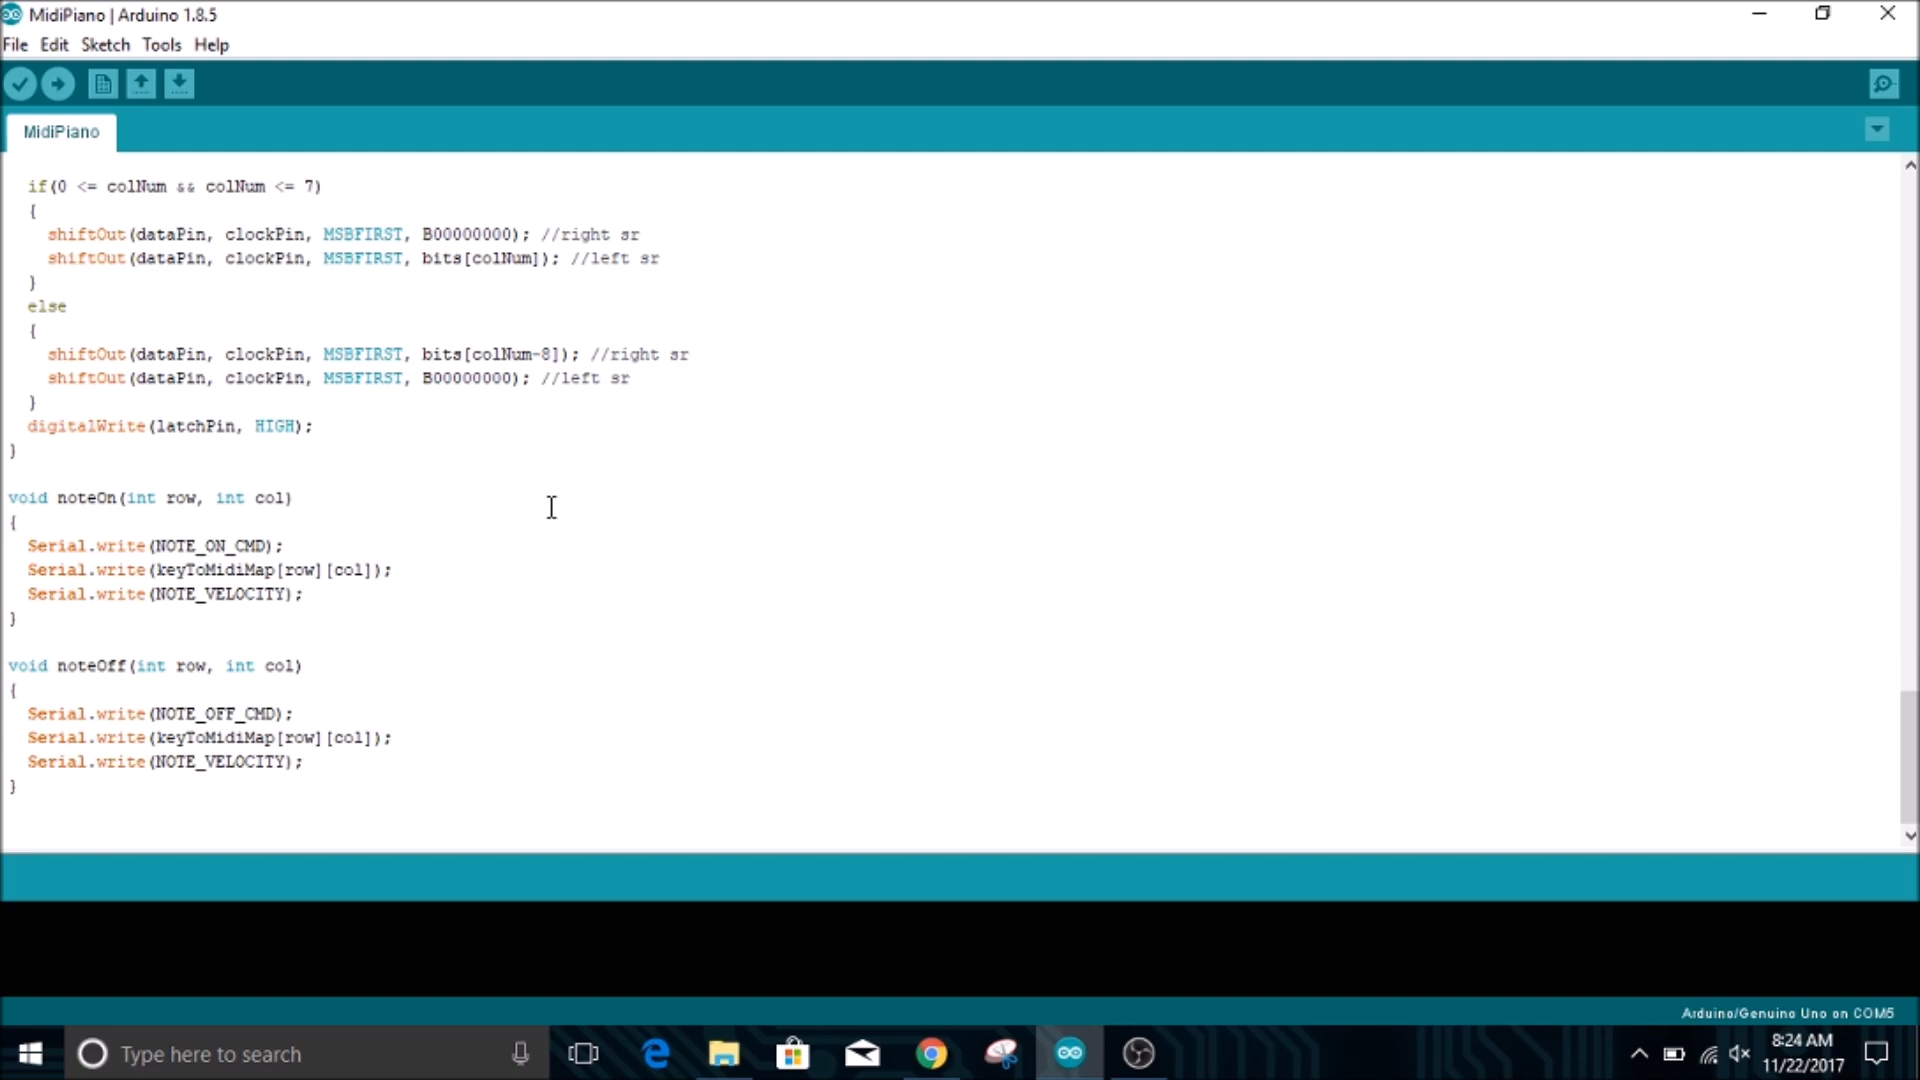 MidiPiano | Arduino 1.8.5
File Edit Sketch Tools Help
MidiPiano
if(0 <= colNum && colNum <= 7)
{
shiftOut(dataPin, clockPin, MSBFIRST, B00000000); //right sr
shiftOut(dataPin, clockPin, MSBFIRST, bits[colNum]); //left sr
}
else
{
shiftOut(dataPin, clockPin, MSBFIRST, bits[colNum-8]); //right sr
shiftOut(dataPin, clockPin, MSBFIRST, B00000000); //left sr
}
digitalWrite(latchPin, HIGH);
}
void noteOn(int row, int col)
{
Serial.write(NOTE_ON_CMD);
Serial.write(keyToMidiMap[row][col]);
Serial.write(NOTE_VELOCITY);
}
void noteOff(int row, int col)
{
Serial.write(NOTE_OFF_CMD);
Serial.write(keyToMidiMap[row][col]);
Serial.write(NOTE_VELOCITY);
}
Arduino/Genuino Uno on COM5
Type here to search
8:24 AM
11/22/2017